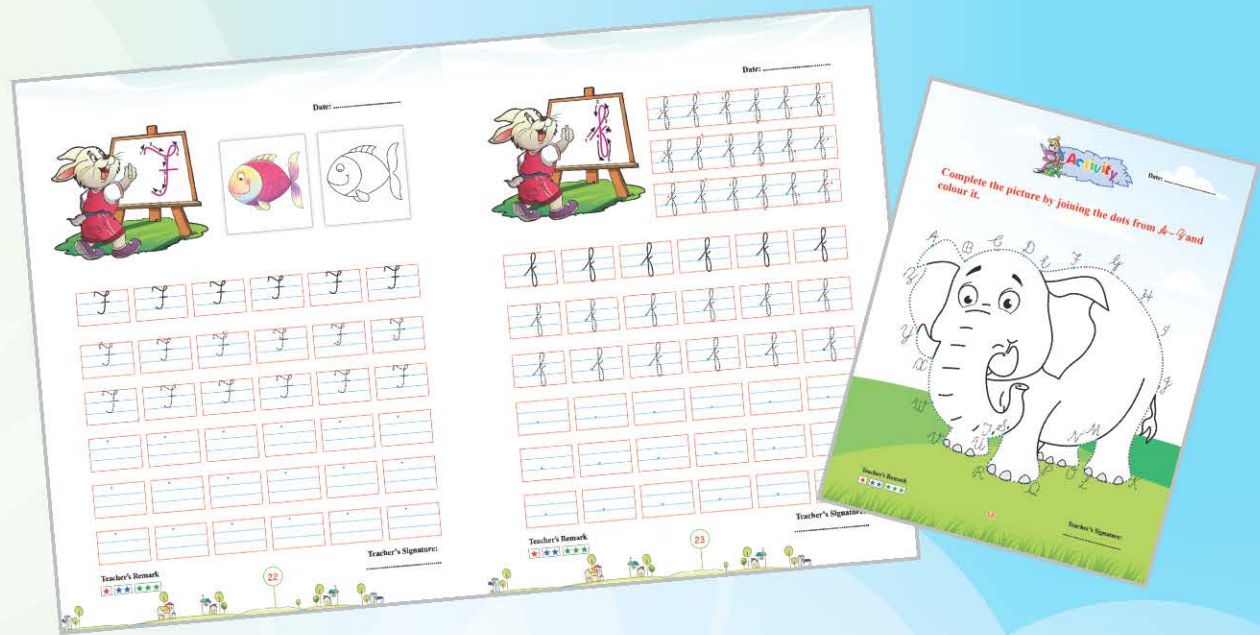 Date: ..............................
F
F F F F F F
F F F F F F
F F F F F F
Teacher's Remark
22
Teacher's Signature:
..............................
Date: ..............................
f
f f f f f f
f f f f f f
f f f f f f
f f f f f f
f f f f f f
f f f f f f
Teacher's Remark
23
Teacher's Signature:
..............................
Activity
Date: ..............................
Complete the picture by joining the dots from A-Z and
colour it.
A B C D E F G
Z H
Y I
X J
W
V U T S N M
R Q P O L K
Teacher's Remark
Teacher's Signature:
..............................